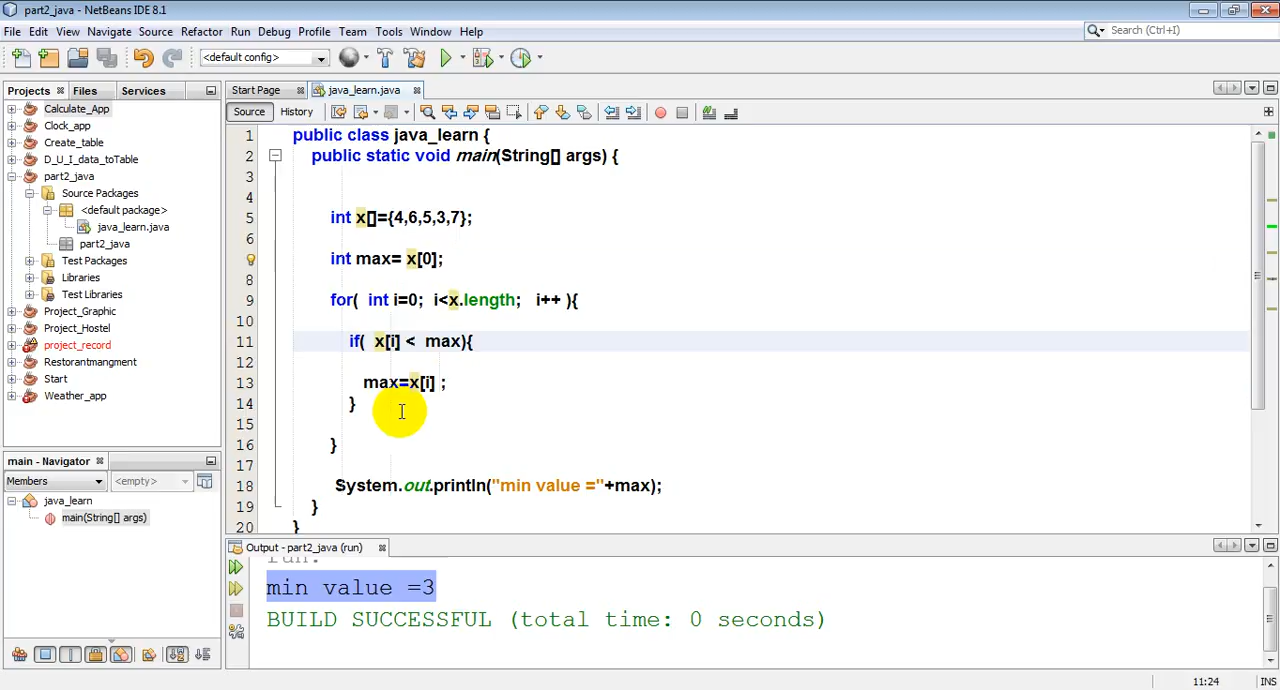 part2_java - NetBeans IDE 8.1
File Edit View Navigate Source Refactor Run Debug Profile Team Tools Window Help
Search (Ctrl+I)
<default config>
Projects Files Services
Start Page java_learn.java
Source History
Calculate_App
Clock_app
Create_table
D_U_I_data_toTable
part2_java
Source Packages
<default package>
java_learn.java
part2_java
Test Packages
Libraries
Test Libraries
Project_Graphic
Project_Hostel
project_record
Restorantmangment
Start
Weather_app
main - Navigator
Members <empty>
java_learn
main(String[] args)
1 public class java_learn {
2 public static void main(String[] args) {
3
4
5 int x[]={4,6,5,3,7};
6
7 int max= x[0];
8
9 for( int i=0; i<x.length; i++ ){
10
11 if( x[i] < max){
12
13 max=x[i] ;
14 }
15
16 }
17
18 System.out.println("min value ="+max);
19 }
20 }
Output - part2_java (run)
run:
min value =3
BUILD SUCCESSFUL (total time: 0 seconds)
11:24 INS